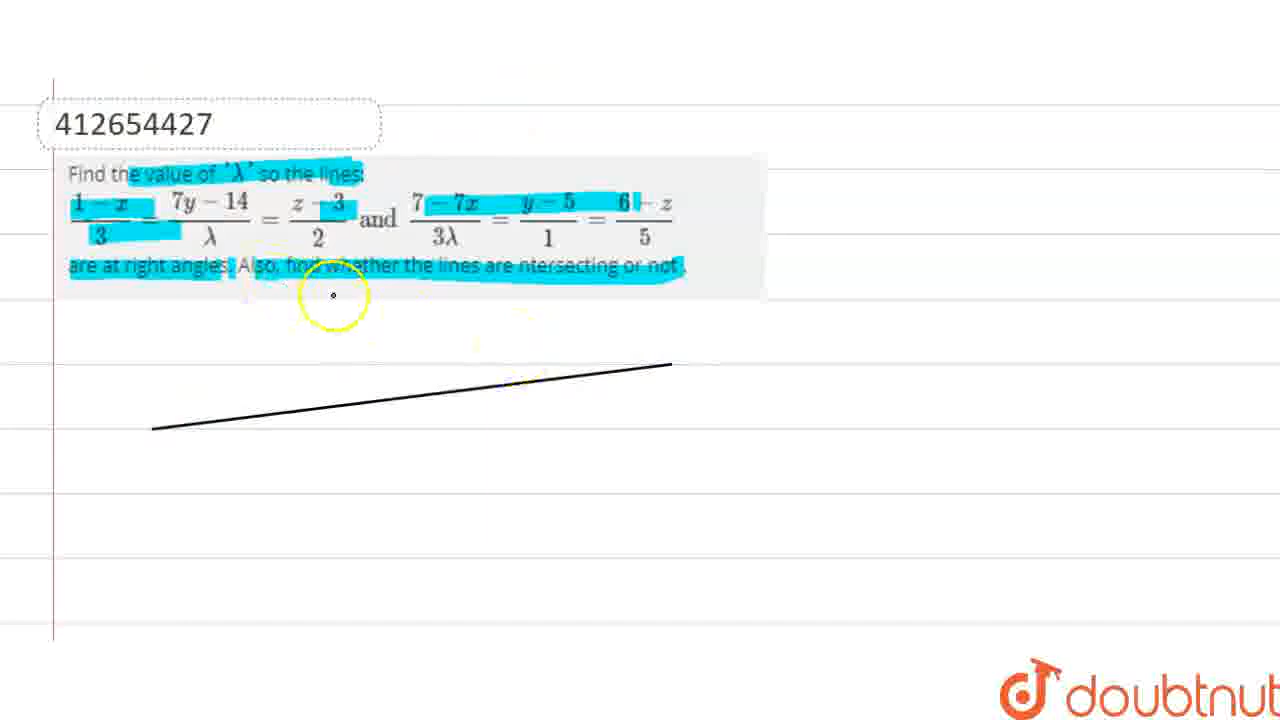 412654427
Find the value of 'λ' so the lines:
(1 − x)/3 = (7y − 14)/λ = (z − 3)/2 and (7 − 7x)/3λ = (y − 5)/1 = (6 − z)/5
are at right angles. Also, find whether the lines are ntersecting or not .
doubtnut